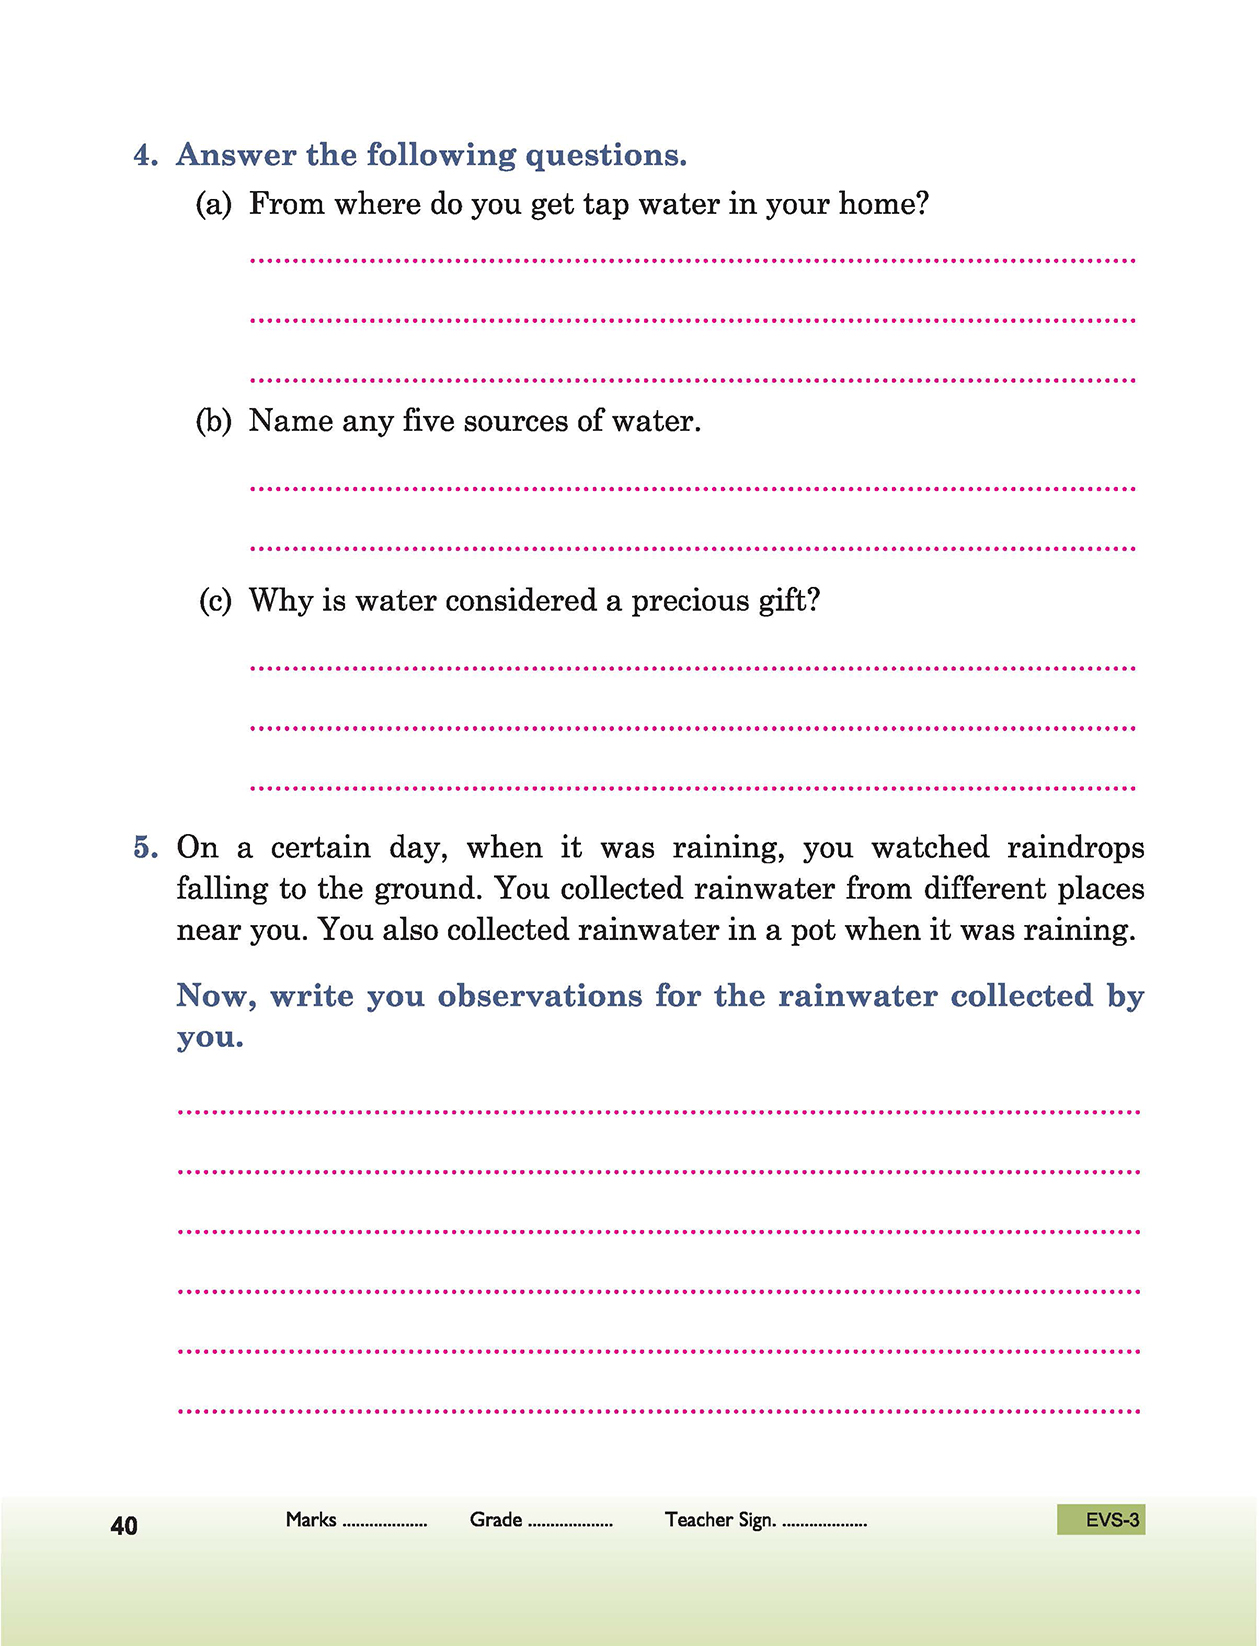 4. Answer the following questions.
(a) From where do you get tap water in your home?
(b) Name any five sources of water.
(c) Why is water considered a precious gift?
5. On a certain day, when it was raining, you watched raindrops
falling to the ground. You collected rainwater from different places
near you. You also collected rainwater in a pot when it was raining.
Now, write you observations for the rainwater collected by
you.
40 Marks ................... Grade ................... Teacher Sign. ................... EVS-3